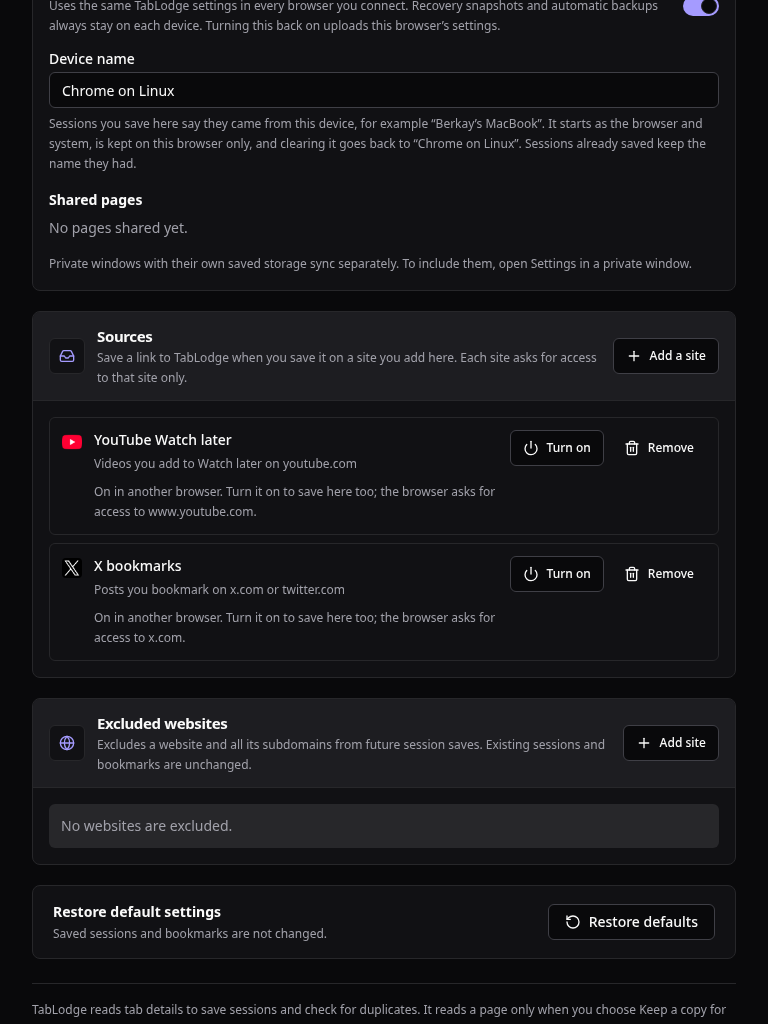 Uses the same TabLodge settings in every browser you connect. Recovery snapshots and automatic backups
always stay on each device. Turning this back on uploads this browser's settings.
Device name
Chrome on Linux
Sessions you save here say they came from this device, for example “Berkay’s MacBook”. It starts as the browser and
system, is kept on this browser only, and clearing it goes back to “Chrome on Linux”. Sessions already saved keep the
name they had.
Shared pages
No pages shared yet.
Private windows with their own saved storage sync separately. To include them, open Settings in a private window.
Sources
Save a link to TabLodge when you save it on a site you add here. Each site asks for access
to that site only.
Add a site
YouTube Watch later
Videos you add to Watch later on youtube.com
On in another browser. Turn it on to save here too; the browser asks for
access to www.youtube.com.
Turn on
Remove
X bookmarks
Posts you bookmark on x.com or twitter.com
On in another browser. Turn it on to save here too; the browser asks for
access to x.com.
Turn on
Remove
Excluded websites
Excludes a website and all its subdomains from future session saves. Existing sessions and
bookmarks are unchanged.
Add site
No websites are excluded.
Restore default settings
Saved sessions and bookmarks are not changed.
Restore defaults
TabLodge reads tab details to save sessions and check for duplicates. It reads a page only when you choose Keep a copy for